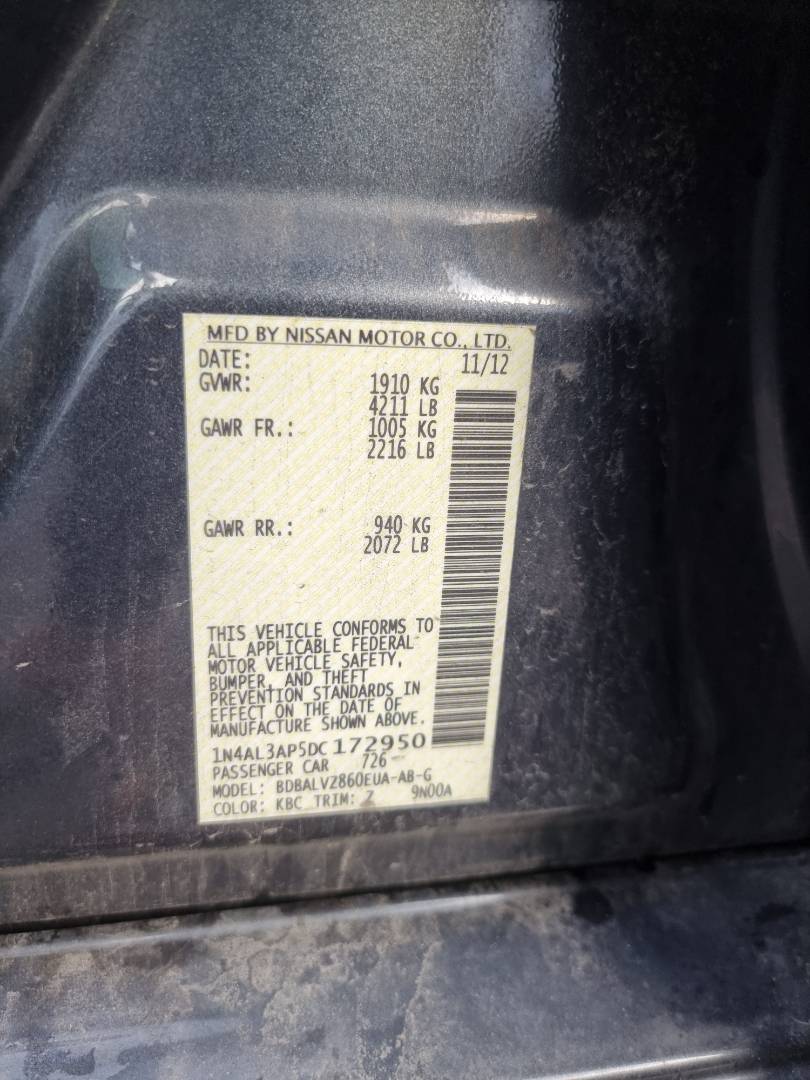 MFD BY NISSAN MOTOR CO., LTD.
DATE: 11/12
GVWR: 1910 KG
4211 LB
GAWR FR.: 1005 KG
2216 LB
GAWR RR.: 940 KG
2072 LB
THIS VEHICLE CONFORMS TO
ALL APPLICABLE FEDERAL
MOTOR VEHICLE SAFETY,
BUMPER, AND THEFT
PREVENTION STANDARDS IN
EFFECT ON THE DATE OF
MANUFACTURE SHOWN ABOVE.
1N4AL3AP5DC172950
PASSENGER CAR 726
MODEL: BDBALVZ860EUA-AB-G
COLOR: KBC TRIM: Z 9N00A